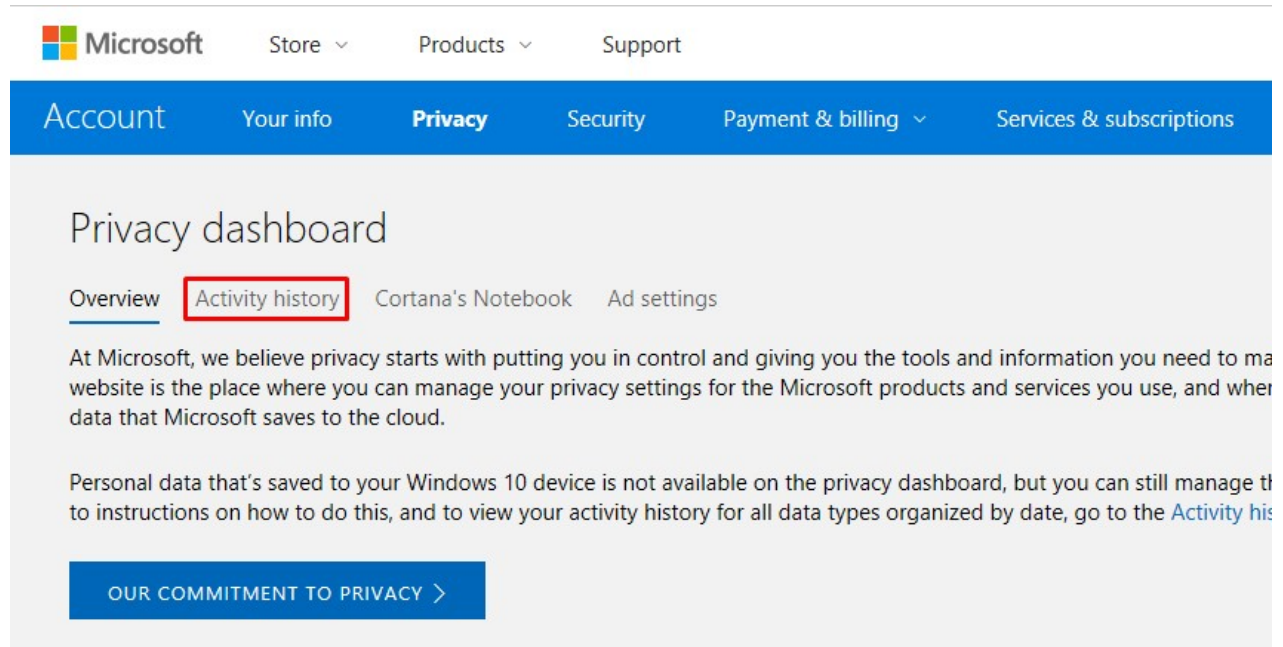 Microsoft Store Products Support
Account Your info Privacy Security Payment & billing Services & subscriptions
Privacy dashboard
Overview Activity history Cortana's Notebook Ad settings
At Microsoft, we believe privacy starts with putting you in control and giving you the tools and information you need to ma
website is the place where you can manage your privacy settings for the Microsoft products and services you use, and wher
data that Microsoft saves to the cloud.
Personal data that’s saved to your Windows 10 device is not available on the privacy dashboard, but you can still manage th
to instructions on how to do this, and to view your activity history for all data types organized by date, go to the Activity his
OUR COMMITMENT TO PRIVACY